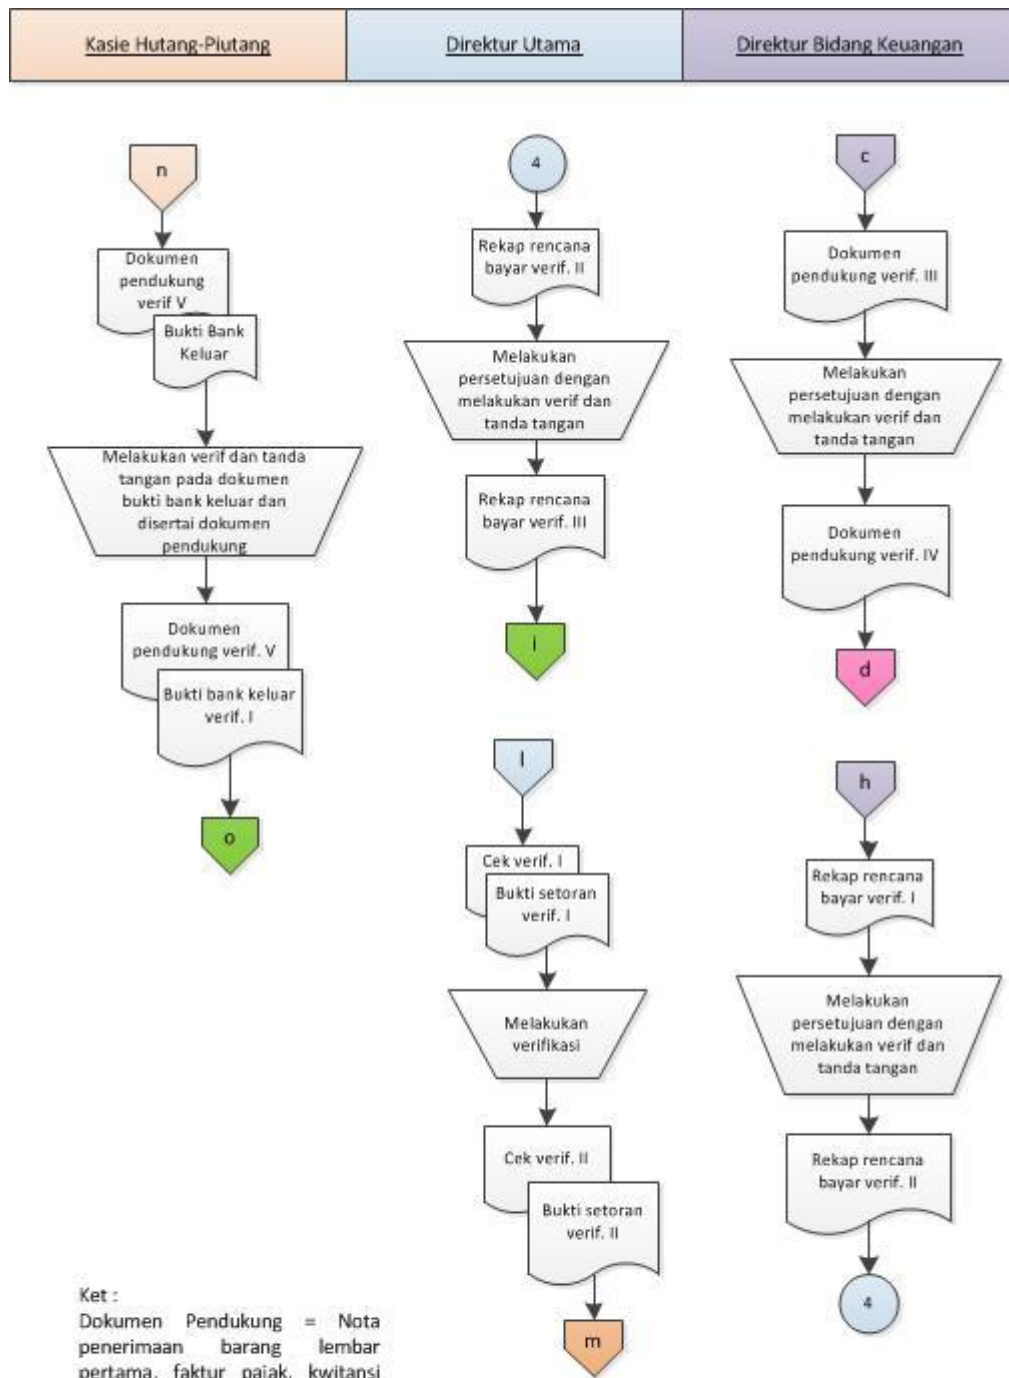 Kasie Hutang-Piutang
Direktur Utama
Direktur Bidang Keuangan
n
Dokumen
pendukung
verif V
Bukti Bank
Keluar
Melakukan verif dan tanda
tangan pada dokumen
bukti bank keluar dan
disertai dokumen
pendukung
Dokumen
pendukung verif. V
Bukti bank keluar
verif. I
o
4
Rekap rencana
bayar verif. II
Melakukan
persetujuan dengan
melakukan verif dan
tanda tangan
Rekap rencana
bayar verif. III
i
l
Cek verif. I
Bukti setoran
verif. I
Melakukan
verifikasi
Cek verif. II
Bukti setoran
verif. II
m
c
Dokumen
pendukung verif. III
Melakukan
persetujuan dengan
melakukan verif dan
tanda tangan
Dokumen
pendukung verif. IV
d
h
Rekap rencana
bayar verif. I
Melakukan
persetujuan dengan
melakukan verif dan
tanda tangan
Rekap rencana
bayar verif. II
4
Ket :
Dokumen Pendukung = Nota
penerimaan barang lembar
pertama, faktur pajak, kwitansi